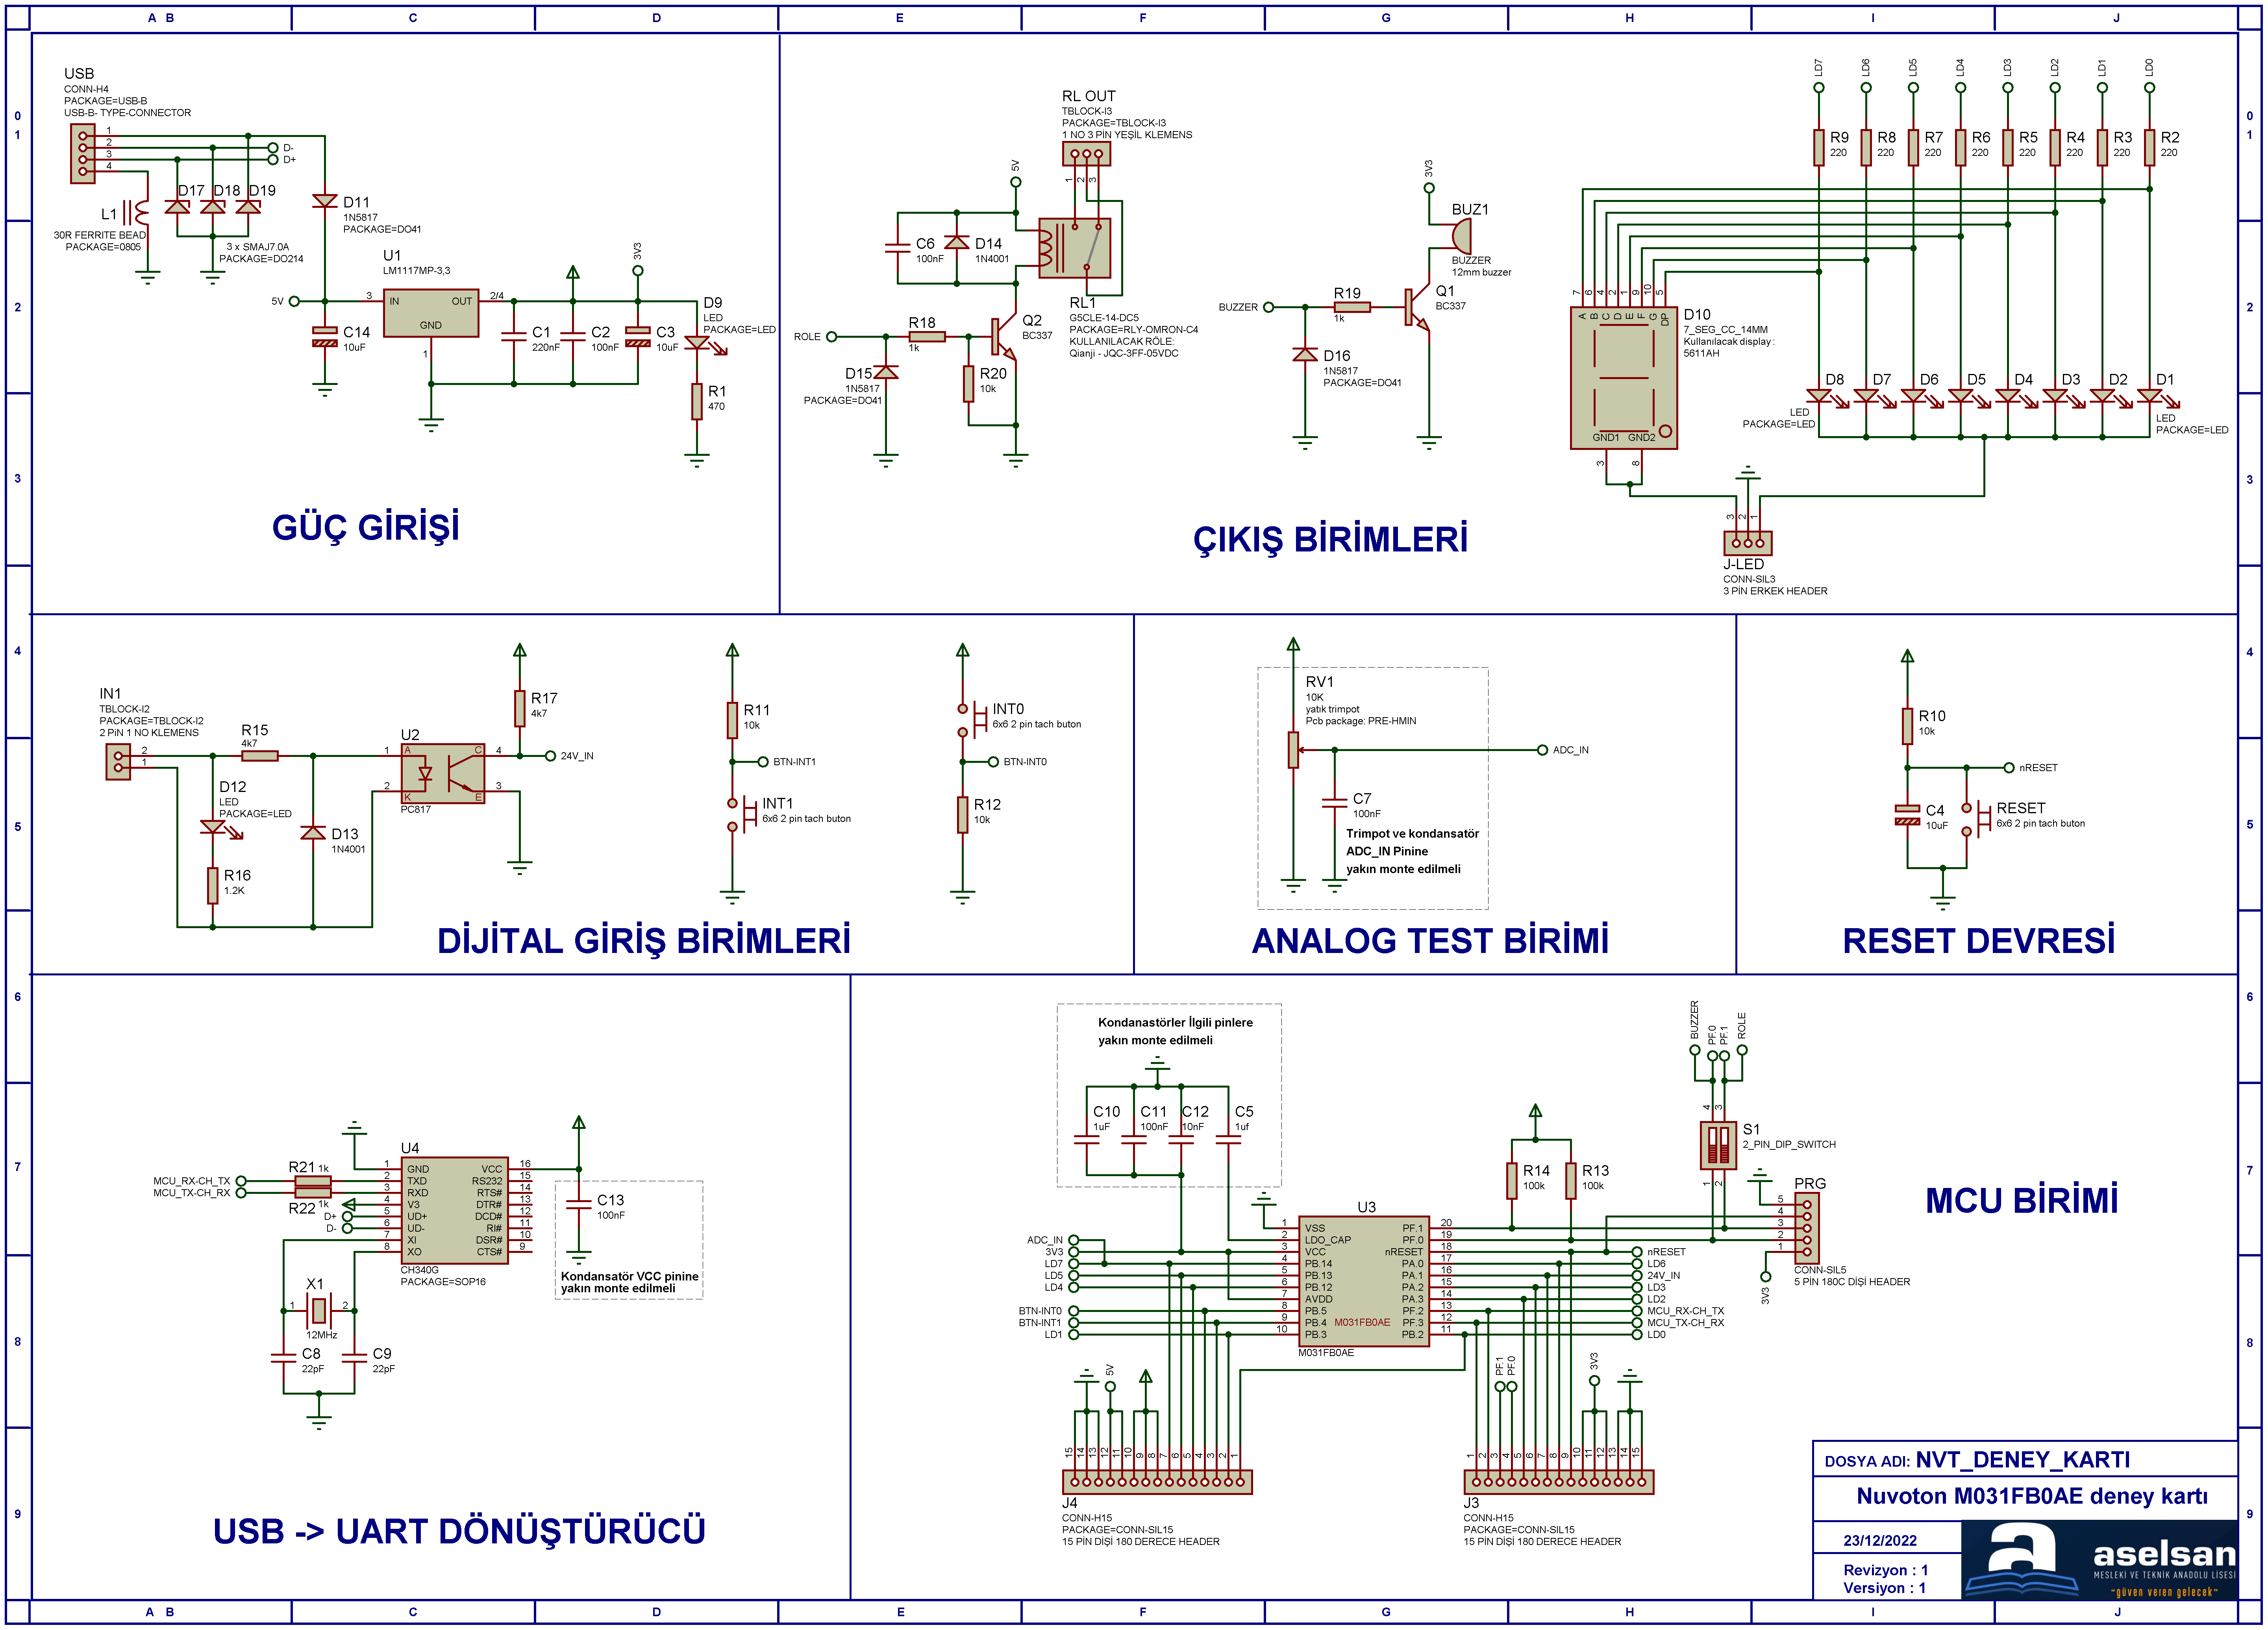 A B C D E F G H I J
0
1
2
3
4
5
6
7
8
9
USB
CONN-H4
PACKAGE=USB-B
USB-B- TYPE-CONNECTOR
1
2
3
4
D-
D+
D17 D18 D19
L1
30R FERRITE BEAD
PACKAGE=0805
3 x SMAJ7.0A
PACKAGE=DO214
D11
1N5817
PACKAGE=DO41
U1
LM1117MP-3,3
5V
3 IN OUT 2/4
GND
1
C14
10uF
C1
220nF
C2
100nF
3V3
C3
10uF
D9
LED
PACKAGE=LED
R1
470
GÜÇ GİRİŞİ
RL OUT
TBLOCK-I3
PACKAGE=TBLOCK-I3
1 NO 3 PİN YEŞİL KLEMENS
1 2 3
5V
C6
100nF
D14
1N4001
RL1
G5CLE-14-DC5
PACKAGE=RLY-OMRON-C4
KULLANILACAK RÖLE:
Qianji - JQC-3FF-05VDC
ROLE
R18
1k
Q2
BC337
D15
1N5817
PACKAGE=DO41
R20
10k
3V3
BUZ1
BUZZER
12mm buzzer
BUZZER
R19
1k
Q1
BC337
D16
1N5817
PACKAGE=DO41
LD7 LD6 LD5 LD4 LD3 LD2 LD1 LD0
R9 R8 R7 R6 R5 R4 R3 R2
220 220 220 220 220 220 220 220
7 6 4 2 1 9 10 5
A B C D E F G DP
D10
7_SEG_CC_14MM
Kullanılacak display :
5611AH
GND1 GND2
3 8
D8 D7 D6 D5 D4 D3 D2 D1
LED
PACKAGE=LED
LED
PACKAGE=LED
3 2 1
J-LED
CONN-SIL3
3 PİN ERKEK HEADER
ÇIKIŞ BİRİMLERİ
IN1
TBLOCK-I2
PACKAGE=TBLOCK-I2
2 PiN 1 NO KLEMENS
2
1
R15
4k7
D12
LED
PACKAGE=LED
R16
1.2K
D13
1N4001
U2
1 A C 4
2 K E 3
PC817
R17
4k7
24V_IN
R11
10k
BTN-INT1
INT1
6x6 2 pin tach buton
INT0
6x6 2 pin tach buton
BTN-INT0
R12
10k
DİJİTAL GİRİŞ BİRİMLERİ
RV1
10K
yatık trimpot
Pcb package: PRE-HMIN
ADC_IN
C7
100nF
Trimpot ve kondansatör
ADC_IN Pinine
yakın monte edilmeli
ANALOG TEST BİRİMİ
R10
10k
nRESET
C4
10uF
RESET
6x6 2 pin tach buton
RESET DEVRESİ
U4
MCU_RX-CH_TX
MCU_TX-CH_RX
R21 1k
R22 1k
D+
D-
1 GND VCC 16
2 TXD RS232 15
3 RXD RTS# 14
4 V3 DTR# 13
5 UD+ DCD# 12
6 UD- RI# 11
7 XI DSR# 10
8 XO CTS# 9
CH340G
PACKAGE=SOP16
X1
1 2
12MHz
C8
22pF
C9
22pF
C13
100nF
Kondansatör VCC pinine
yakın monte edilmeli
USB -> UART DÖNÜŞTÜRÜCÜ
Kondanastörler İlgili pinlere
yakın monte edilmeli
C10 C11 C12 C5
1uF 100nF 10nF 1uf
BUZZER PF.0 PF.1 ROLE
4 3
S1
2_PIN_DIP_SWITCH
1 2
R14
100k
R13
100k
PRG
5
4
3
2
1
CONN-SIL5
5 PİN 180C DİŞİ HEADER
3V3
MCU BİRİMİ
U3
1 VSS PF.1 20
2 LDO_CAP PF.0 19
3 VCC nRESET 18
4 PB.14 PA.0 17
5 PB.13 PA.1 16
6 PB.12 PA.2 15
7 AVDD PA.3 14
8 PB.5 PF.2 13
9 PB.4 M031FB0AE PF.3 12
10 PB.3 PB.2 11
M031FB0AE
ADC_IN
3V3
LD7
LD5
LD4
BTN-INT0
BTN-INT1
LD1
nRESET
LD6
24V_IN
LD3
LD2
MCU_RX-CH_TX
MCU_TX-CH_RX
LD0
5V
15 14 13 12 11 10 9 8 7 6 5 4 3 2 1
J4
CONN-H15
PACKAGE=CONN-SIL15
15 PİN DİŞİ 180 DERECE HEADER
PF.1 PF.0 3V3
1 2 3 4 5 6 7 8 9 10 11 12 13 14 15
J3
CONN-H15
PACKAGE=CONN-SIL15
15 PİN DİŞİ 180 DERECE HEADER
DOSYA ADI: NVT_DENEY_KARTI
Nuvoton M031FB0AE deney kartı
23/12/2022
Revizyon : 1
Versiyon : 1
a
aselsan
MESLEKİ VE TEKNİK ANADOLU LİSESİ
"güven veren gelecek"
A B C D E F G H I J
0
1
2
3
4
5
6
7
8
9